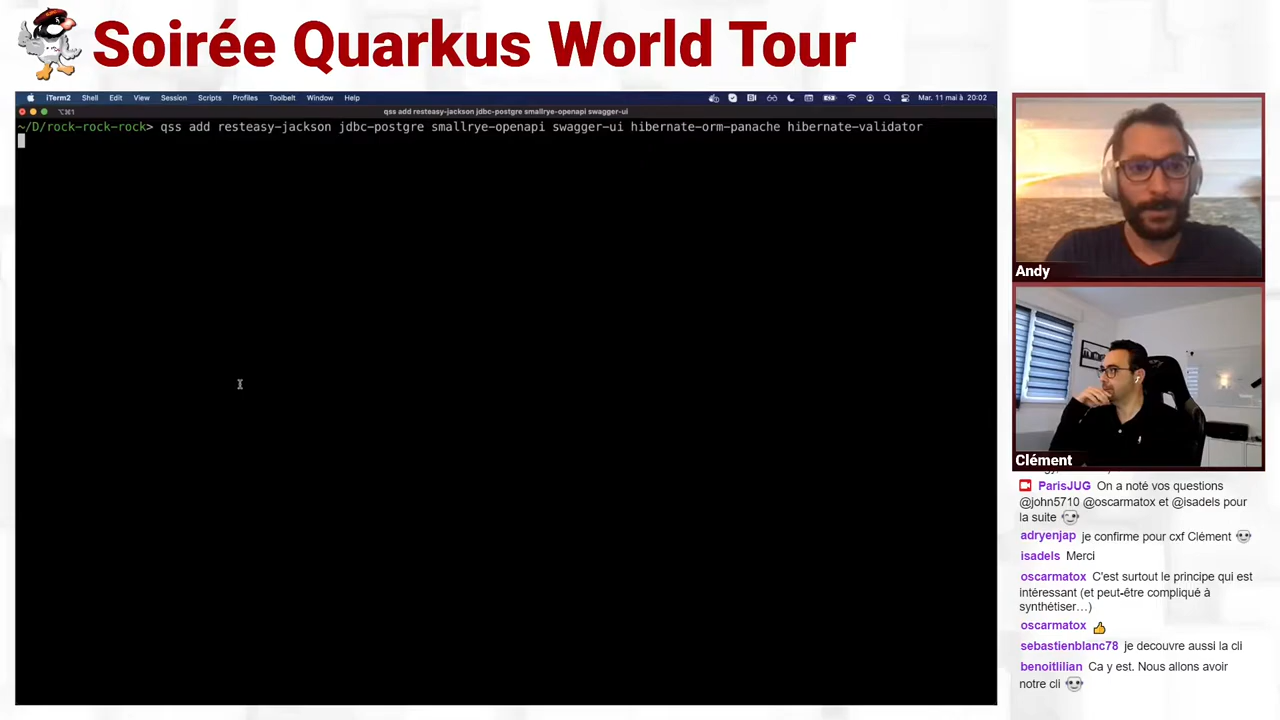 Soirée Quarkus World Tour
iTerm2 Shell Edit View Session Scripts Profiles Toolbelt Window Help Mar. 11 mai à 20:02
⌥⌘1 qss add resteasy-jackson jdbc-postgre smallrye-openapi swagger-ui
~/D/rock-rock-rock> qss add resteasy-jackson jdbc-postgre smallrye-openapi swagger-ui hibernate-orm-panache hibernate-validator
Andy
Clément
ParisJUG On a noté vos questions
@john5710 @oscarmatox et @isadels pour
la suite
adryenjap je confirme pour cxf Clément
isadels Merci
oscarmatox C'est surtout le principe qui est
intéressant (et peut-être compliqué à
synthétiser…)
oscarmatox 👍
sebastienblanc78 je decouvre aussi la cli
benoitlilian Ca y est. Nous allons avoir
notre cli